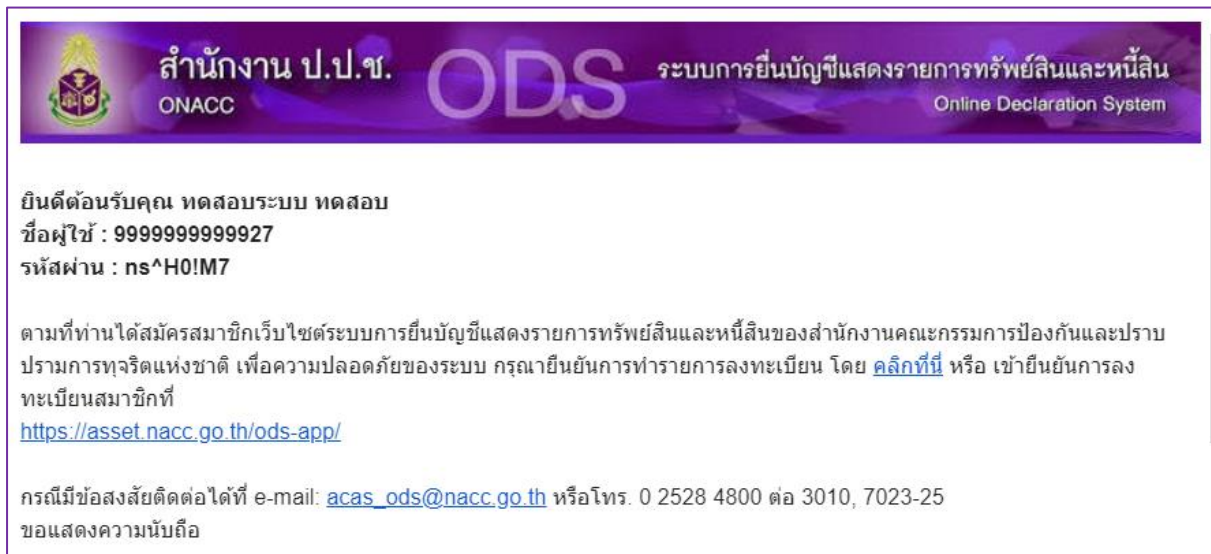 สำนักงาน ป.ป.ช.
ONACC
ODS
ระบบการยื่นบัญชีแสดงรายการทรัพย์สินและหนี้สิน
Online Declaration System
ยินดีต้อนรับคุณ ทดสอบระบบ ทดสอบ
ชื่อผู้ใช้ : 9999999999927
รหัสผ่าน : ns^H0!M7
ตามที่ท่านได้สมัครสมาชิกเว็บไซต์ระบบการยื่นบัญชีแสดงรายการทรัพย์สินและหนี้สินของสำนักงานคณะกรรมการป้องกันและปราบ
ปรามการทุจริตแห่งชาติ เพื่อความปลอดภัยของระบบ กรุณายืนยันการทำรายการลงทะเบียน โดย คลิกที่นี่ หรือ เข้ายืนยันการลง
ทะเบียนสมาชิกที่
https://asset.nacc.go.th/ods-app/
กรณีมีข้อสงสัยติดต่อได้ที่ e-mail: acas_ods@nacc.go.th หรือโทร. 0 2528 4800 ต่อ 3010, 7023-25
ขอแสดงความนับถือ